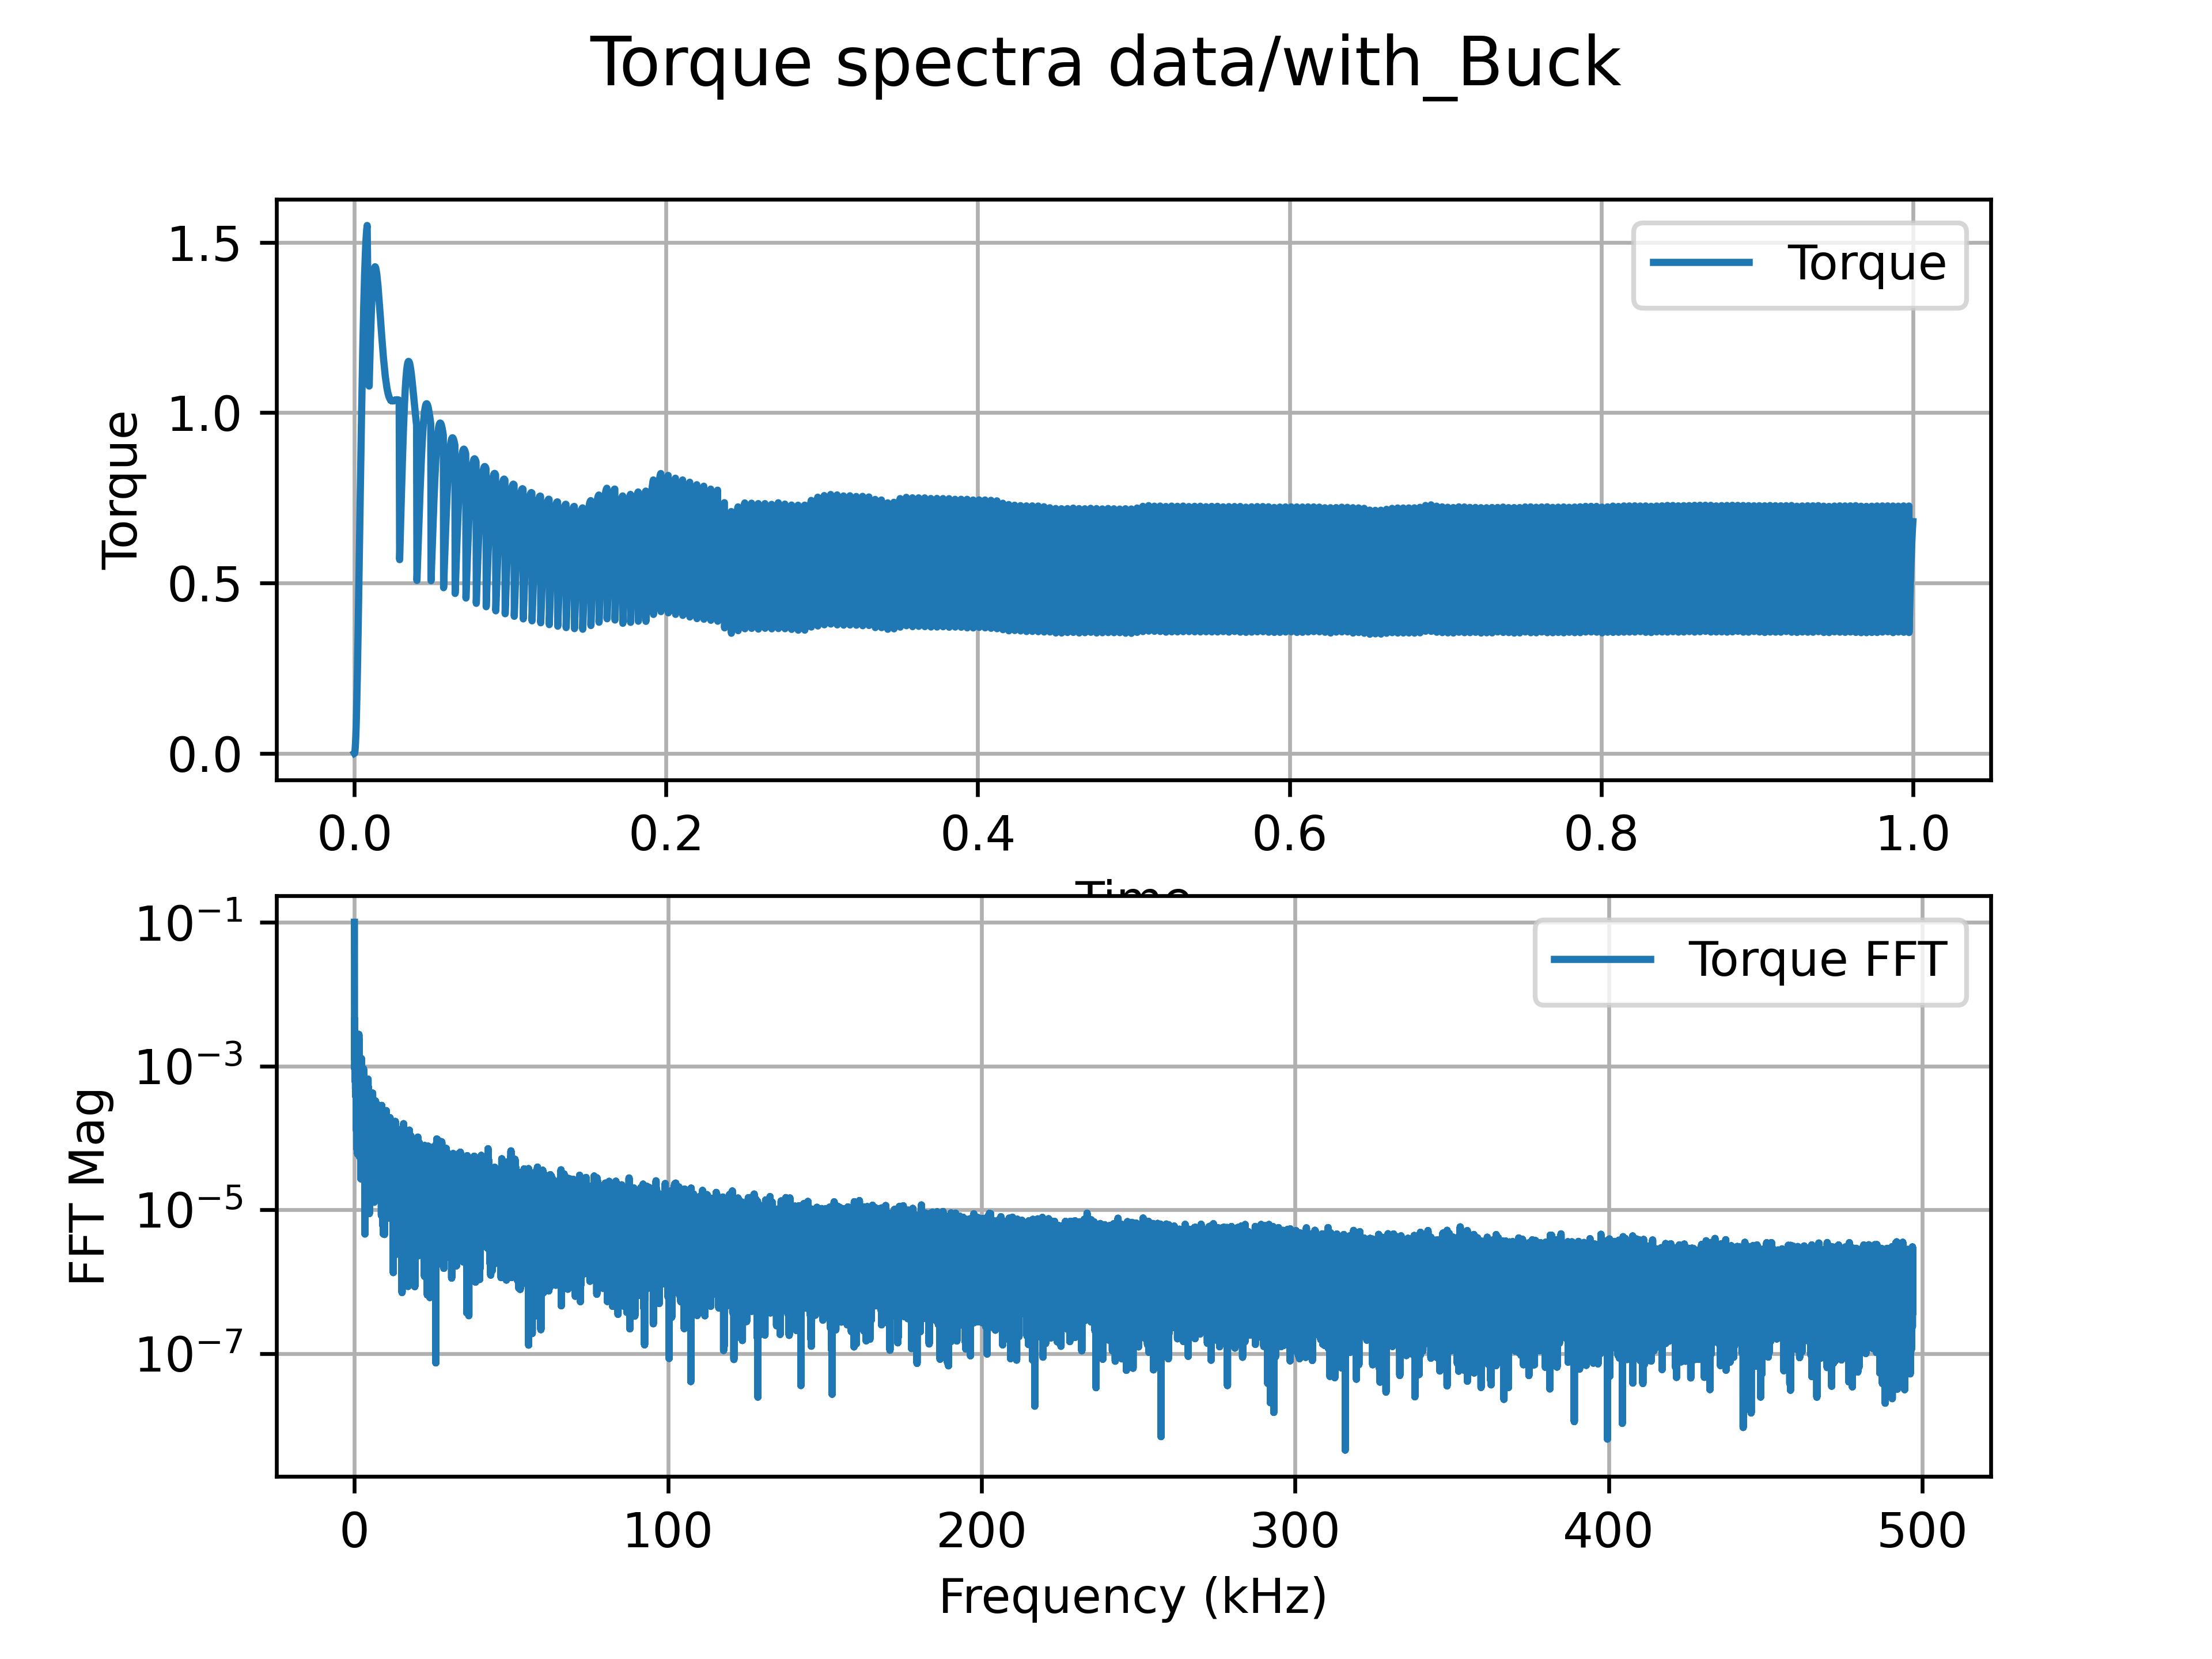 Torque spectra data/with_Buck
Torque
1.5
1.0
0.5
0.0
Torque
0.0 0.2 0.4 0.6 0.8 1.0
Time
10⁻¹
10⁻³
10⁻⁵
10⁻⁷
FFT Mag
Torque FFT
0 100 200 300 400 500
Frequency (kHz)